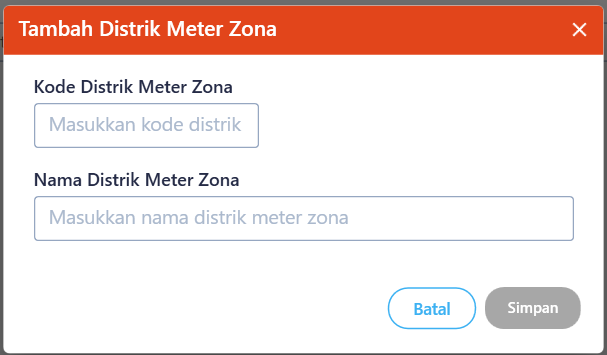 Tambah Distrik Meter Zona
Kode Distrik Meter Zona
Masukkan kode distrik
Nama Distrik Meter Zona
Masukkan nama distrik meter zona
Batal
Simpan